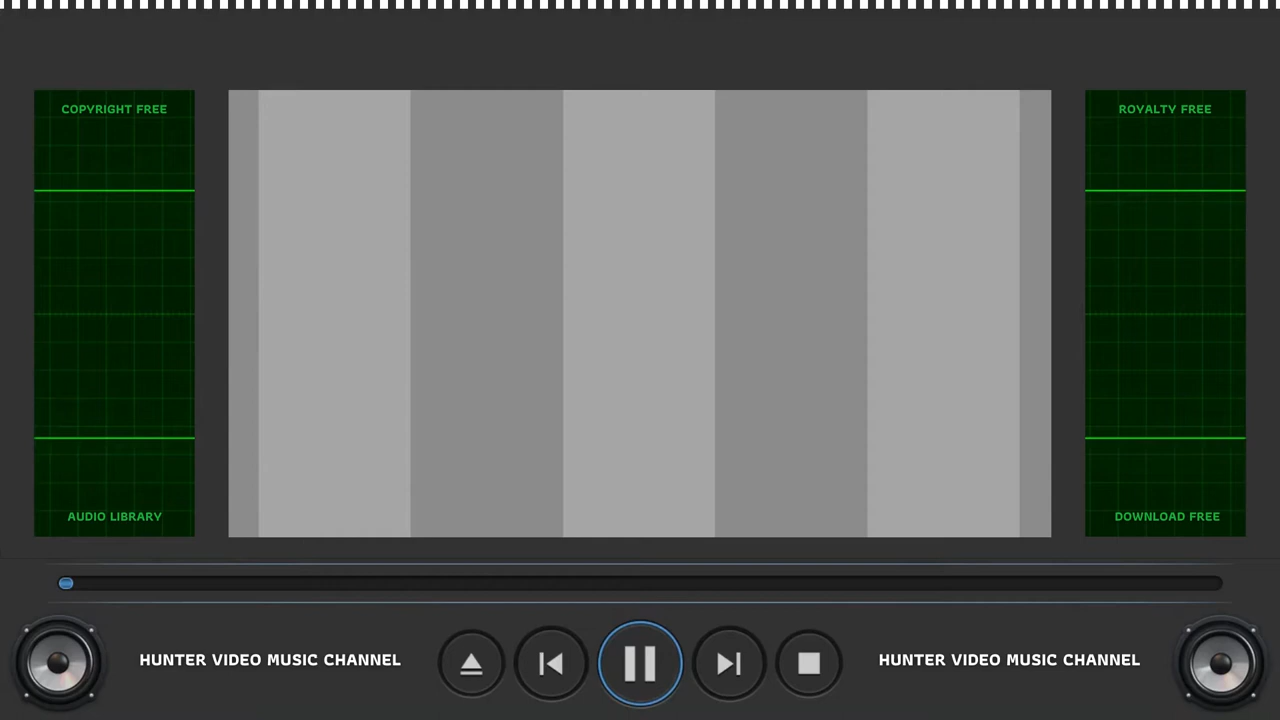 COPYRIGHT FREE
ROYALTY FREE
AUDIO LIBRARY
DOWNLOAD FREE
HUNTER VIDEO MUSIC CHANNEL
HUNTER VIDEO MUSIC CHANNEL